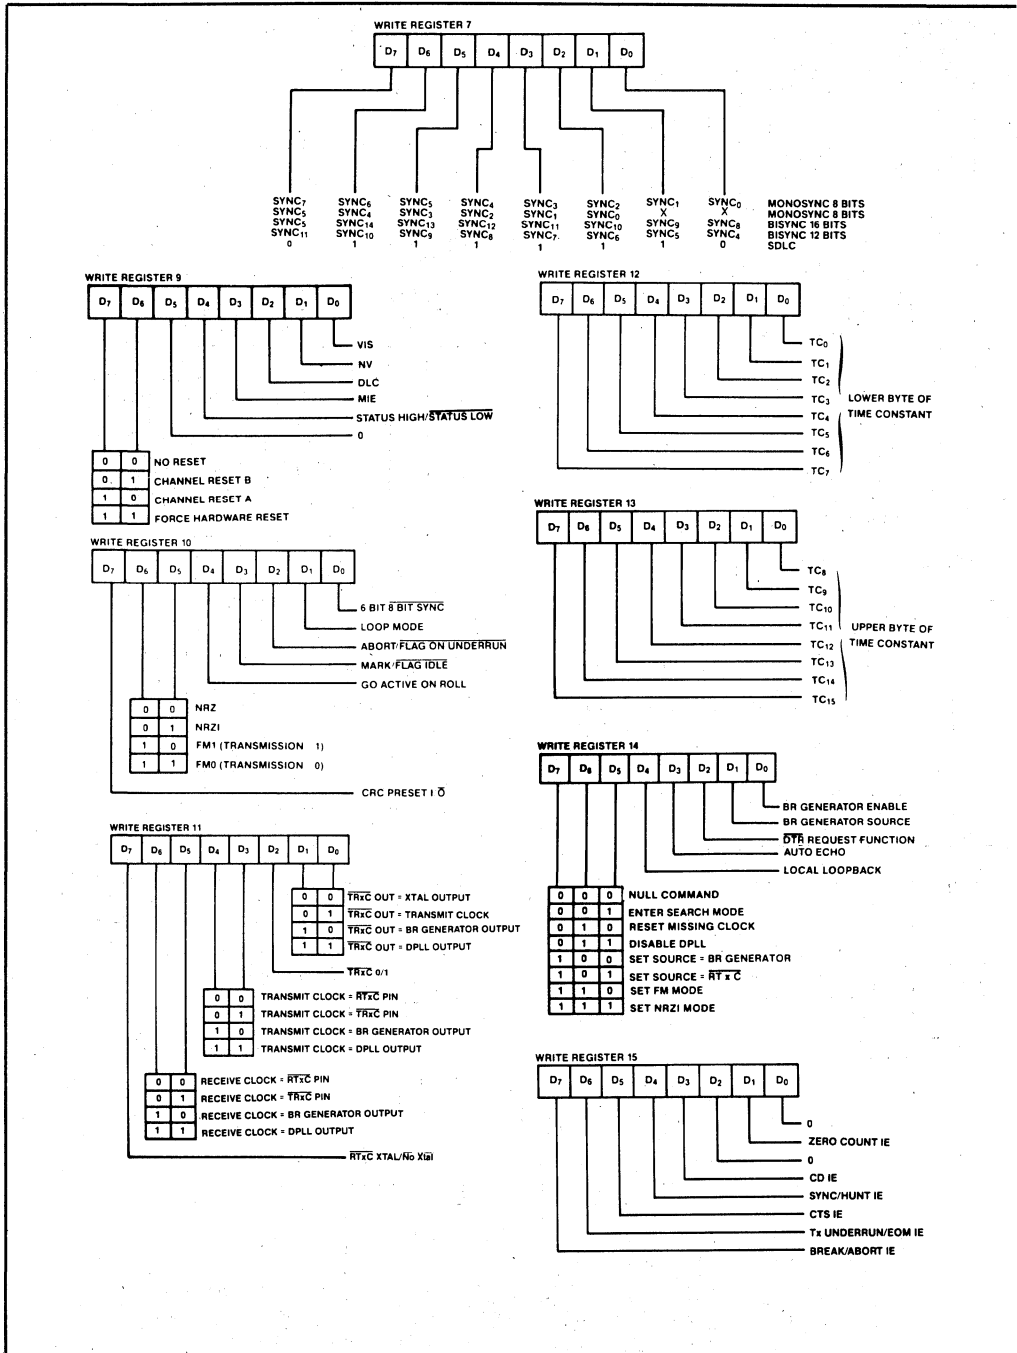 WRITE REGISTER 7
D7 D6 D5 D4 D3 D2 D1 D0
SYNC7 SYNC6 SYNC5 SYNC4 SYNC3 SYNC2 SYNC1 SYNC0 MONOSYNC 8 BITS
SYNC5 SYNC4 SYNC3 SYNC2 SYNC1 SYNC0 X X MONOSYNC 8 BITS
SYNC5 SYNC14 SYNC13 SYNC12 SYNC11 SYNC10 SYNC9 SYNC8 BISYNC 16 BITS
SYNC11 SYNC10 SYNC9 SYNC8 SYNC7 SYNC6 SYNC5 SYNC4 BISYNC 12 BITS
0 1 1 1 1 1 1 0 SDLC
WRITE REGISTER 9
D7 D6 D5 D4 D3 D2 D1 D0
VIS
NV
DLC
MIE
STATUS HIGH/STATUS LOW
0
0 0 NO RESET
0 1 CHANNEL RESET B
1 0 CHANNEL RESET A
1 1 FORCE HARDWARE RESET
WRITE REGISTER 10
D7 D6 D5 D4 D3 D2 D1 D0
6 BIT 8 BIT SYNC
LOOP MODE
ABORT/FLAG ON UNDERRUN
MARK/FLAG IDLE
GO ACTIVE ON ROLL
0 0 NRZ
0 1 NRZI
1 0 FM1 (TRANSMISSION 1)
1 1 FM0 (TRANSMISSION 0)
CRC PRESET I O
WRITE REGISTER 11
D7 D6 D5 D4 D3 D2 D1 D0
0 0 TRxC OUT = XTAL OUTPUT
0 1 TRxC OUT = TRANSMIT CLOCK
1 0 TRxC OUT = BR GENERATOR OUTPUT
1 1 TRxC OUT = DPLL OUTPUT
TRxC 0/1
0 0 TRANSMIT CLOCK = RTxC PIN
0 1 TRANSMIT CLOCK = TRxC PIN
1 0 TRANSMIT CLOCK = BR GENERATOR OUTPUT
1 1 TRANSMIT CLOCK = DPLL OUTPUT
0 0 RECEIVE CLOCK = RTxC PIN
0 1 RECEIVE CLOCK = TRxC PIN
1 0 RECEIVE CLOCK = BR GENERATOR OUTPUT
1 1 RECEIVE CLOCK = DPLL OUTPUT
RTxC XTAL/No Xtal
WRITE REGISTER 12
D7 D6 D5 D4 D3 D2 D1 D0
TC0
TC1
TC2
TC3 LOWER BYTE OF
TC4 TIME CONSTANT
TC5
TC6
TC7
WRITE REGISTER 13
D7 D6 D5 D4 D3 D2 D1 D0
TC8
TC9
TC10
TC11 UPPER BYTE OF
TC12 TIME CONSTANT
TC13
TC14
TC15
WRITE REGISTER 14
D7 D6 D5 D4 D3 D2 D1 D0
BR GENERATOR ENABLE
BR GENERATOR SOURCE
DTR REQUEST FUNCTION
AUTO ECHO
LOCAL LOOPBACK
0 0 0 NULL COMMAND
0 0 1 ENTER SEARCH MODE
0 1 0 RESET MISSING CLOCK
0 1 1 DISABLE DPLL
1 0 0 SET SOURCE = BR GENERATOR
1 0 1 SET SOURCE = RT x C
1 1 0 SET FM MODE
1 1 1 SET NRZI MODE
WRITE REGISTER 15
D7 D6 D5 D4 D3 D2 D1 D0
0
ZERO COUNT IE
0
CD IE
SYNC/HUNT IE
CTS IE
Tx UNDERRUN/EOM IE
BREAK/ABORT IE